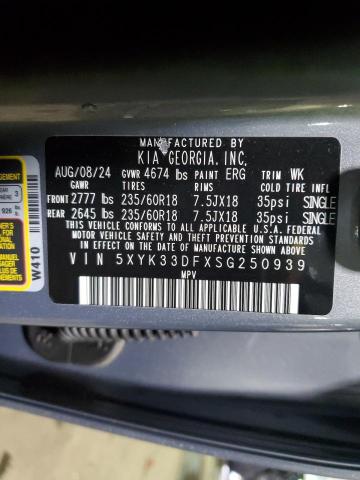 MANUFACTURED BY
KIA GEORGIA, INC.
AUG/08/24 GVWR 4674 lbs PAINT ERG TRIM WK
GAWR TIRES RIMS COLD INFL
FRONT 2777 lbs 235/60R18 7.5JX18 35psi SINGLE
REAR 2645 lbs 235/60R18 7.5JX18 35psi SINGLE
THIS VEHICLE CONFORMS TO ALL APPLICABLE
U.S.A. FEDERAL
MOTOR VEHICLE SAFETY AND THEFT PREVENTION STANDARDS
IN EFFECT ON THE DATE OF MANUFACTURE SHOWN ABOVE.
VIN 5XYK33DFXSG250939
MPV
3
926
W410